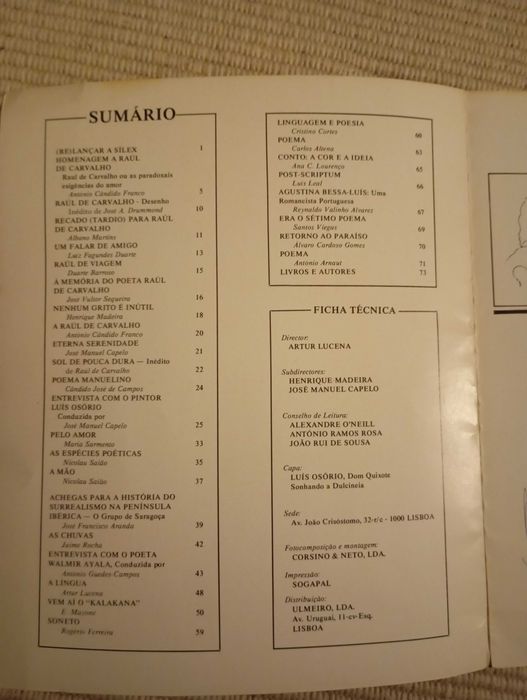 SUMÁRIO
(RE)LANÇAR A SÍLEX 1
HOMENAGEM A RAÚL
DE CARVALHO
Raúl de Carvalho ou as paradoxais
exigências do amor
António Cândido Franco 5
RAÚL DE CARVALHO - Desenho
Inédito de José A. Drummond 10
RECADO (TARDIO) PARA RAÚL
DE CARVALHO
Albano Martins 11
UM FALAR DE AMIGO
Luiz Fagundes Duarte 13
RAÚL DE VIAGEM
Duarte Barroso 15
À MEMÓRIA DO POETA RAÚL
DE CARVALHO
José Valtor Sequeira 16
NENHUM GRITO É INÚTIL
Henrique Madeira 18
A RAÚL DE CARVALHO
António Cândido Franco 20
ETERNA SERENIDADE
José Manuel Capelo 21
SOL DE POUCA DURA — Inédito
de Raúl de Carvalho 22
POEMA MANUELINO
Cândido José de Campos 24
ENTREVISTA COM O PINTOR
LUÍS OSÓRIO
Conduzida por
José Manuel Capelo 25
PELO AMOR
Maria Sarmento 33
AS ESPÉCIES POÉTICAS
Nicolau Saião 35
A MÃO
Nicolau Saião 37
ACHEGAS PARA A HISTÓRIA DO
SURREALISMO NA PENÍNSULA
IBÉRICA — O Grupo de Saragoça
José Francisco Aranda 39
AS CHUVAS
Jaime Rocha 42
ENTREVISTA COM O POETA
WALMIR AYALA, Conduzida por
António Guedes Campos 43
A LÍNGUA
Artur Lucena 48
VEM AÍ O "KALAKANA"
E. 50
SONETO
Rogério Ferreira 59
LINGUAGEM E POESIA
Cristino Cortes 60
POEMA
Carlos 63
CONTO: A COR E A IDEIA
Ana C. Lourenço 65
POST-SCRIPTUM
Luís Leal 66
AGUSTINA BESSA-LUÍS: Uma
Romancista Portuguesa
Reynaldo Valinho Alvarez 67
ERA O SÉTIMO POEMA
Santos Viegas 69
RETORNO AO PARAÍSO
Álvaro Cardoso Gomes 70
POEMA
António Arnaut 71
LIVROS E AUTORES 73
FICHA TÉCNICA
Director:
ARTUR LUCENA
Subdirectores:
HENRIQUE MADEIRA
JOSÉ MANUEL CAPELO
Conselho de Leitura:
ALEXANDRE O'NEILL
ANTÓNIO RAMOS ROSA
JOÃO RUI DE SOUSA
Capa:
LUÍS OSÓRIO, Dom Quixote
Sonhando a Dulcineia
Sede:
Av. João Crisóstomo, 32-r/c - 1000 LISBOA
Fotocomposição e montagem:
CORSINO & NETO, LDA.
Impressão:
SOGAPAL
Distribuição:
ULMEIRO, LDA.
Av. Uruguai, 11-cv-Esq.
LISBOA